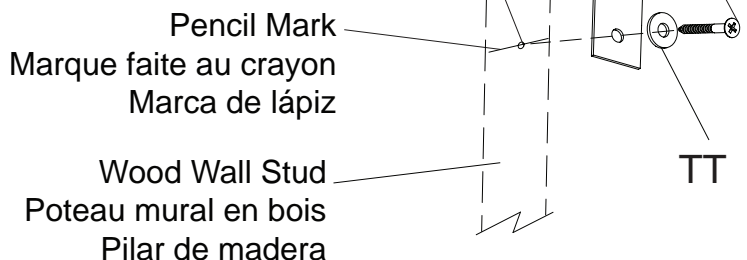 Pencil Mark
Marque faite au crayon
Marca de lápiz
TT
Wood Wall Stud
Poteau mural en bois
Pilar de madera